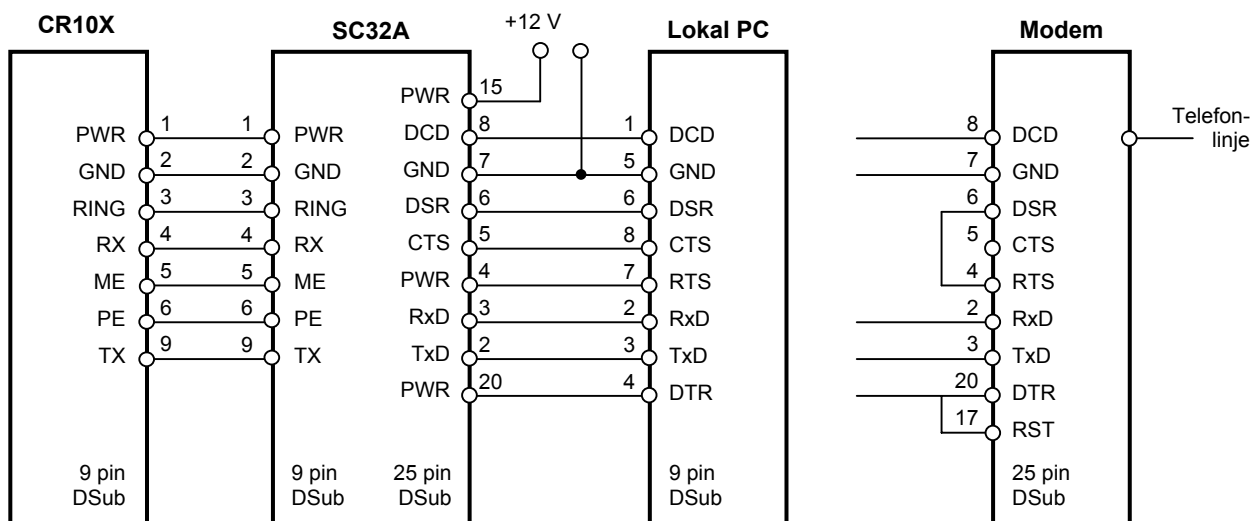 CR10X
SC32A
+12 V
Lokal PC
Modem
PWR 15
PWR 1 1 PWR DCD 8 1 DCD 8 DCD Telefon-
linje
GND 2 2 GND GND 7 5 GND 7 GND
RING 3 3 RING DSR 6 6 DSR 6 DSR
RX 4 4 RX CTS 5 8 CTS 5 CTS
ME 5 5 ME PWR 4 7 RTS 4 RTS
PE 6 6 PE RxD 3 2 RxD 2 RxD
TX 9 9 TX TxD 2 3 TxD 3 TxD
PWR 20 4 DTR 20 DTR
17 RST
9 pin
DSub
9 pin
DSub
25 pin
DSub
9 pin
DSub
25 pin
DSub